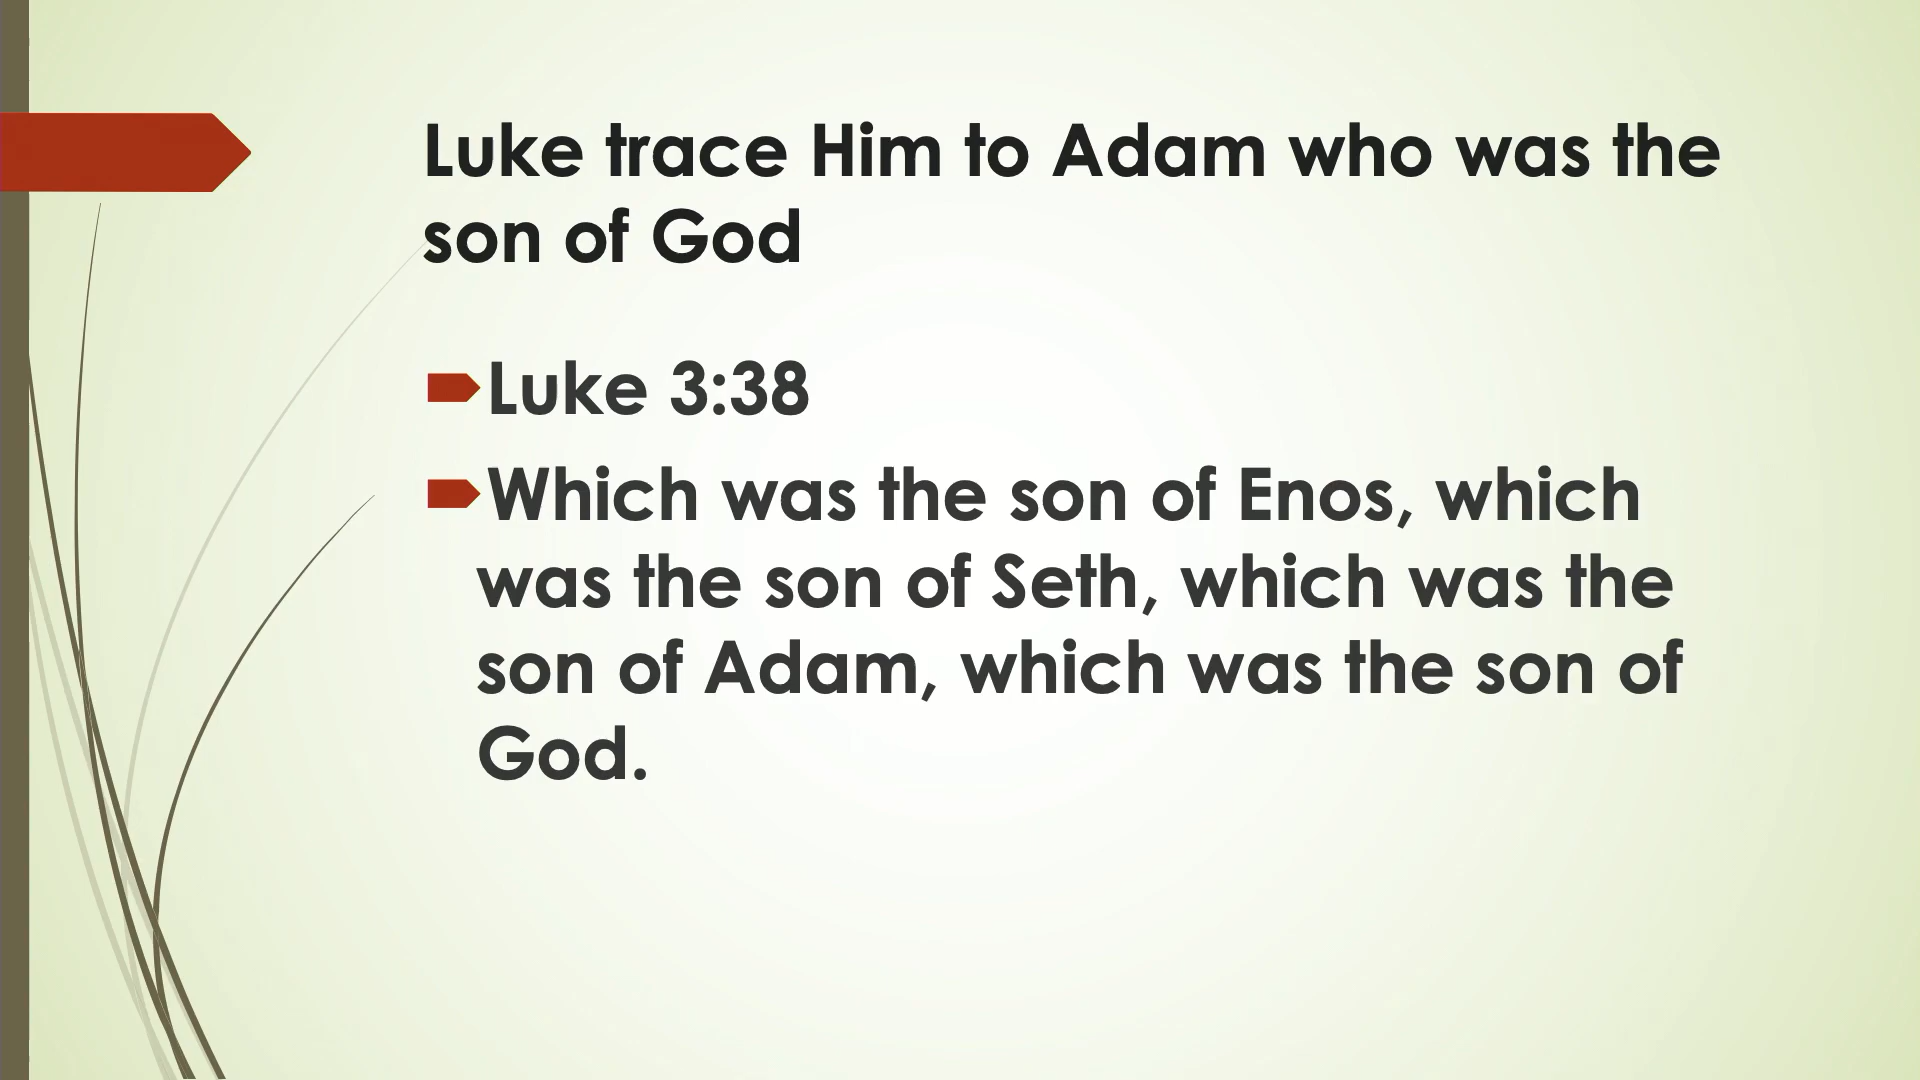 Luke trace Him to Adam who was the
son of God
Luke 3:38
Which was the son of Enos, which
was the son of Seth, which was the
son of Adam, which was the son of
God.